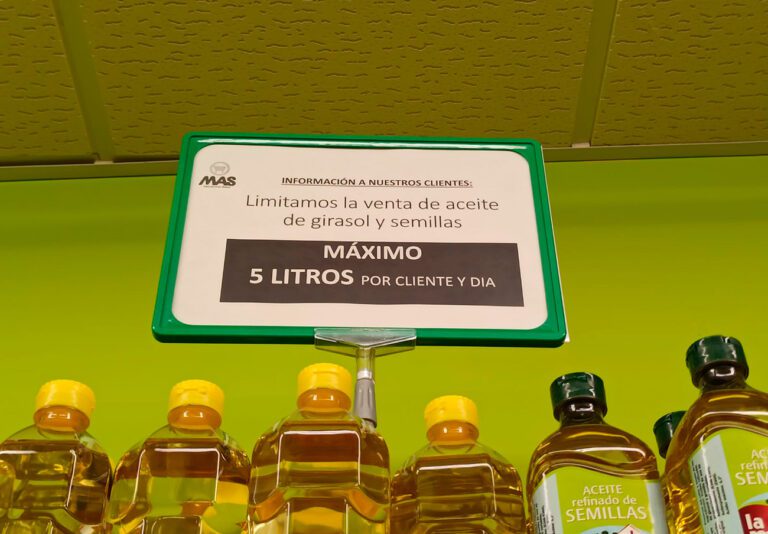 MAS
INFORMACIÓN A NUESTROS CLIENTES:
Limitamos la venta de aceite
de girasol y semillas
MÁXIMO
5 LITROS POR CLIENTE Y DIA
ACEITE
refinado de
SEMILLAS
la